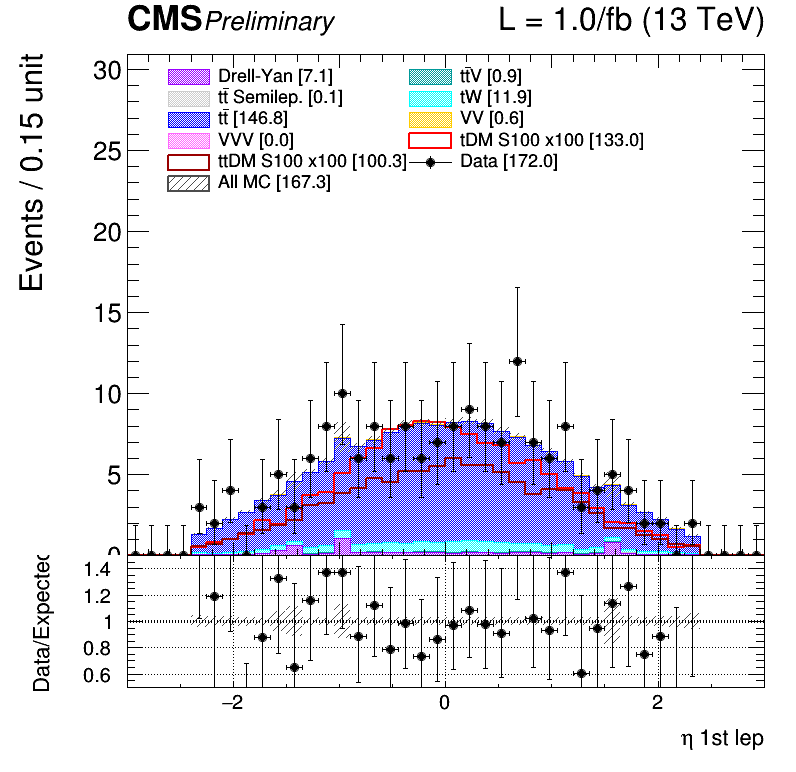 CMS Preliminary L = 1.0/fb (13 TeV)
Events / 0.15 unit
30
25
20
15
10
5
0
Drell-Yan [7.1]
tt̄V [0.9]
tt̄ Semilep. [0.1]
tW [11.9]
tt̄ [146.8]
VV [0.6]
VVV [0.0]
tDM S100 x100 [133.0]
ttDM S100 x100 [100.3]
Data [172.0]
All MC [167.3]
Data/Expected
1.4
1.2
1
0.8
0.6
−2 0 2
η 1st lep